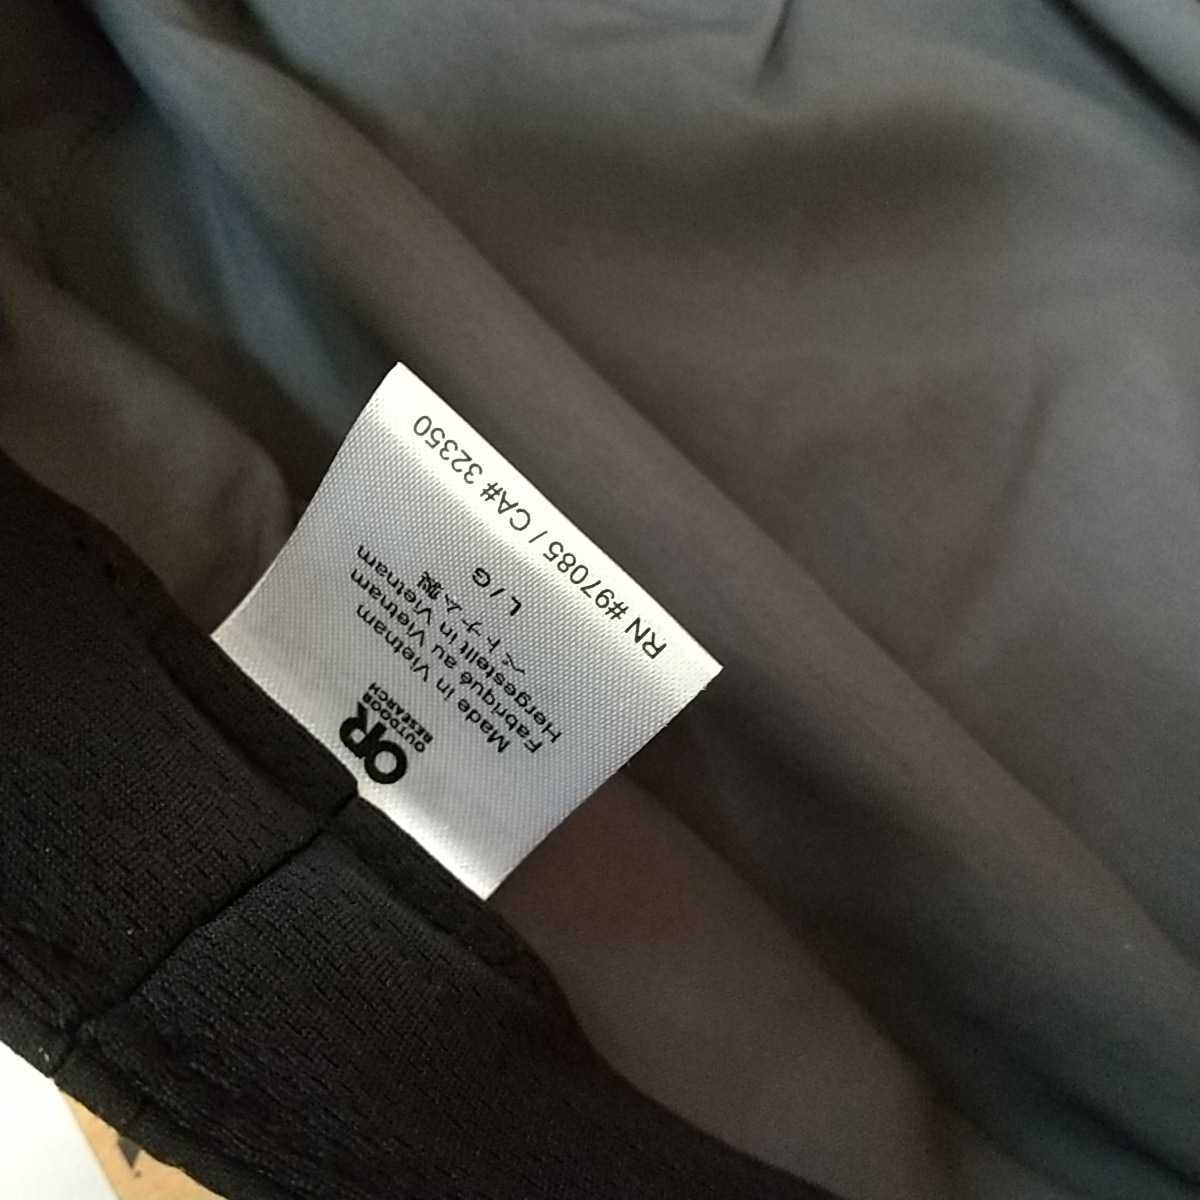 OR
OUTDOOR
RESEARCH
Made in Vietnam
Fabriqué au Vietnam
Hergestellt in Vietnam
ベトナム製
L / G
RN #97085 / CA# 32350